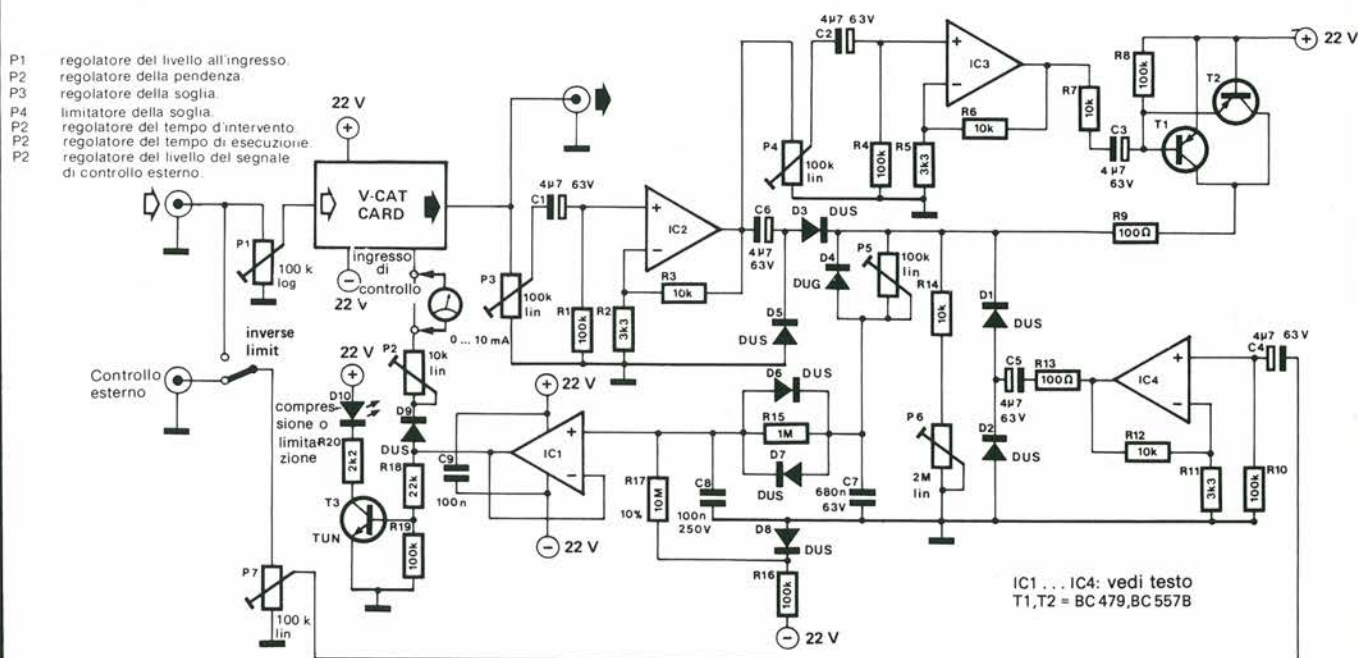 P1 regolatore del livello all'ingresso.
P2 regolatore della pendenza.
P3 regolatore della soglia.
P4 limitatore della soglia.
P2 regolatore del tempo d'intervento.
P2 regolatore del tempo di esecuzione.
P2 regolatore del livello del segnale
di controllo esterno.
22 V
+
V-CAT
CARD
−
22 V
P1
100 k
log
ingresso
di
controllo
0 ... 10 mA
inverse
limit
Controllo
esterno
22 V
+
D10
compres-
sione o
limita-
zione
R20
2k2
T3
TUN
P2
10k
lin
D9
DUS
R18
22k
R19
100k
P7
100 k
lin
P3
100k
lin
4µ7 63V
C1
R1
100k
R2
3k3
+
−
IC2
R3
10k
C6
4µ7
63V
D3 DUS
D5
DUS
D4
DUG
P5
100k
lin
R14
10k
P4
100k
lin
4µ7 63V
C2
R4
100k
R5
3k3
+
−
IC3
R6
10k
R7
10k
C3
4µ7
63V
R8
100k
T1
T2
+ 22 V
R9
100Ω
D1
DUS
C5
4µ7
63V
R13
100Ω
D2
DUS
IC4
+
−
4µ7 63V
C4
R12
10k
R11
3k3
R10
100k
P6
2M
lin
D6 DUS
R15
1M
D7
DUS
C7
680n
63V
C8
100n
250V
R17
10M
10%
D8
DUS
R16
100k
− 22 V
+ 22 V
C9
100n
IC1
+
−
− 22 V
IC1 . . . IC4: vedi testo
T1,T2 = BC 479,BC 557B